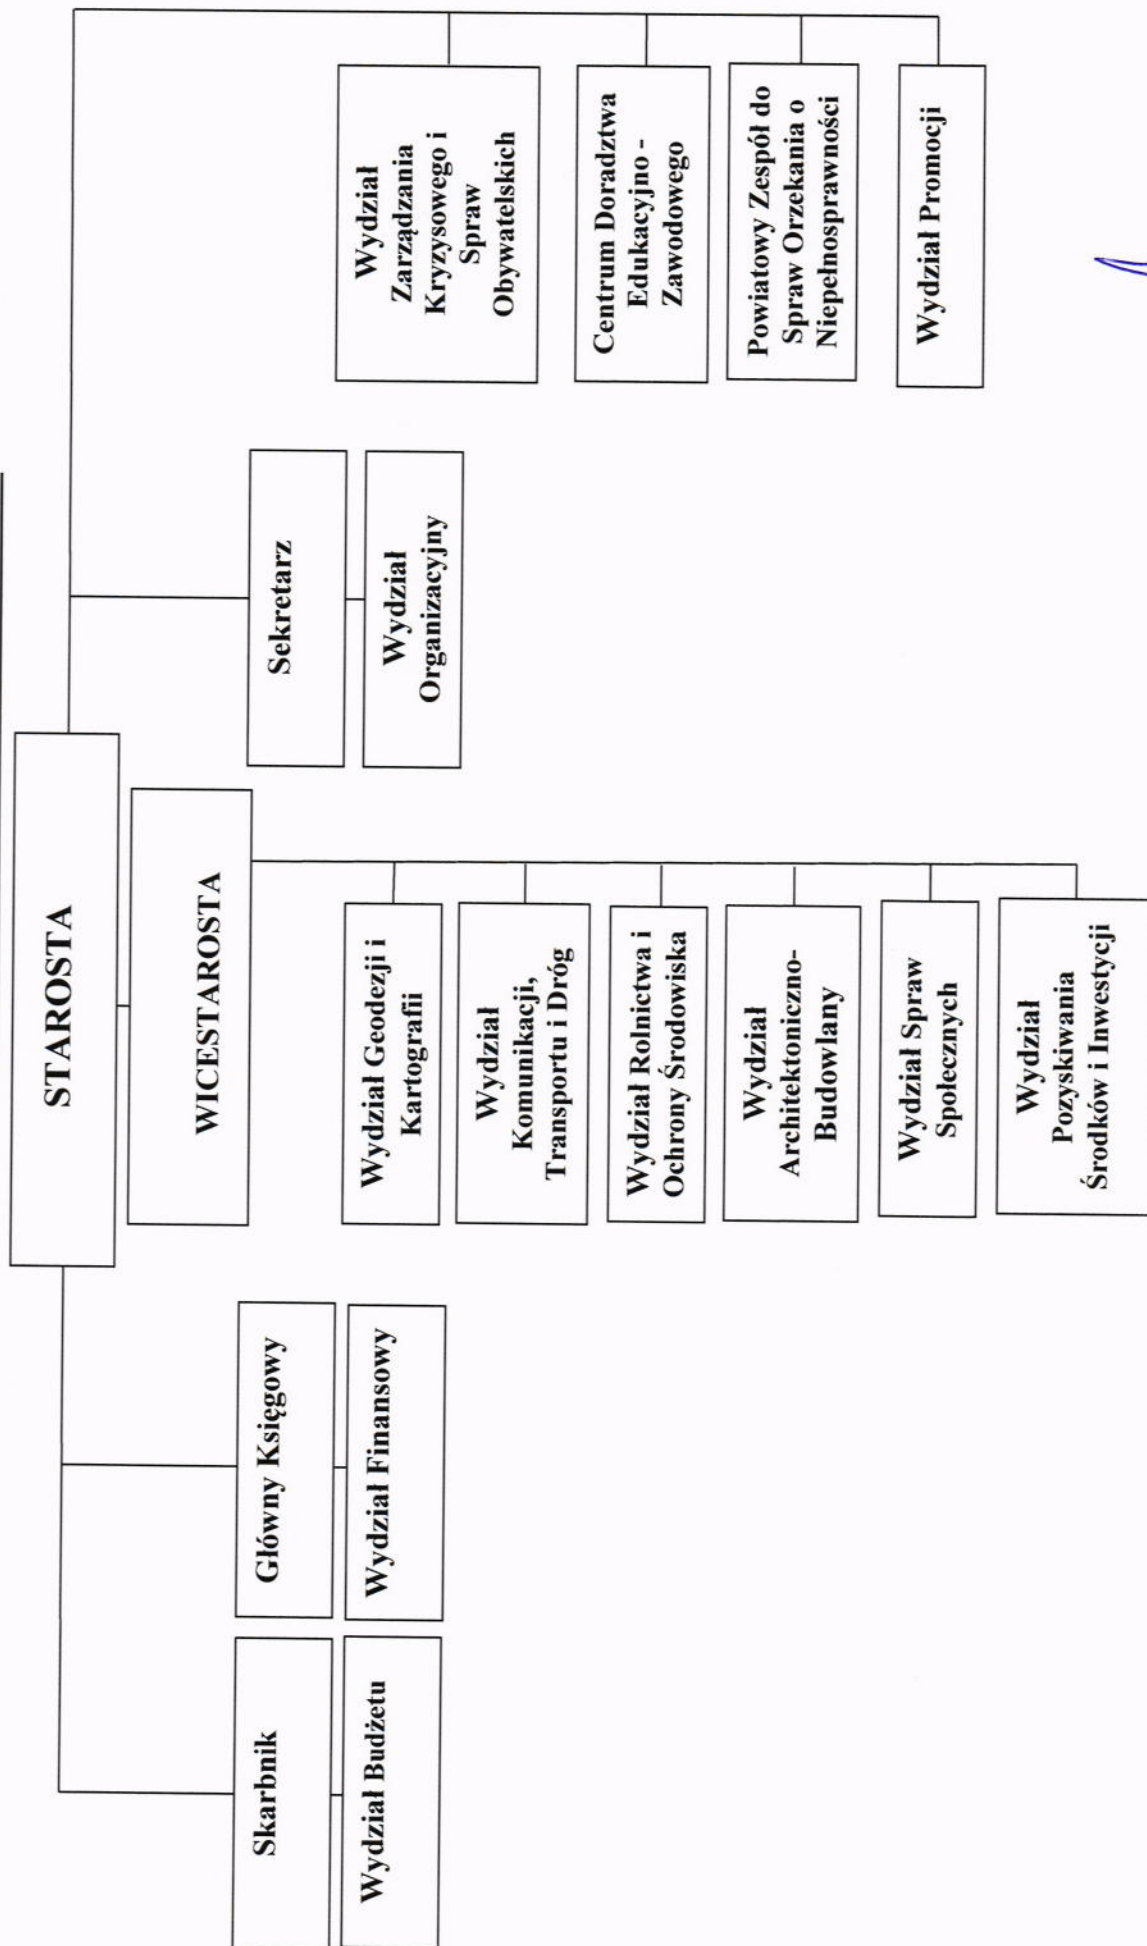 STAROSTA
WICESTAROSTA
Skarbnik
Wydział Budżetu
Główny Księgowy
Wydział Finansowy
Wydział Geodezji i
Kartografii
Wydział
Komunikacji,
Transportu i Dróg
Wydział Rolnictwa i
Ochrony Środowiska
Wydział
Architektoniczno-
Budowlany
Wydział Spraw
Społecznych
Wydział
Pozyskiwania
Środków i Inwestycji
Sekretarz
Wydział
Organizacyjny
Wydział
Zarządzania
Kryzysowego i
Spraw
Obywatelskich
Centrum Doradztwa
Edukacyjno -
Zawodowego
Powiatowy Zespół do
Spraw Orzekania o
Niepełnosprawności
Wydział Promocji